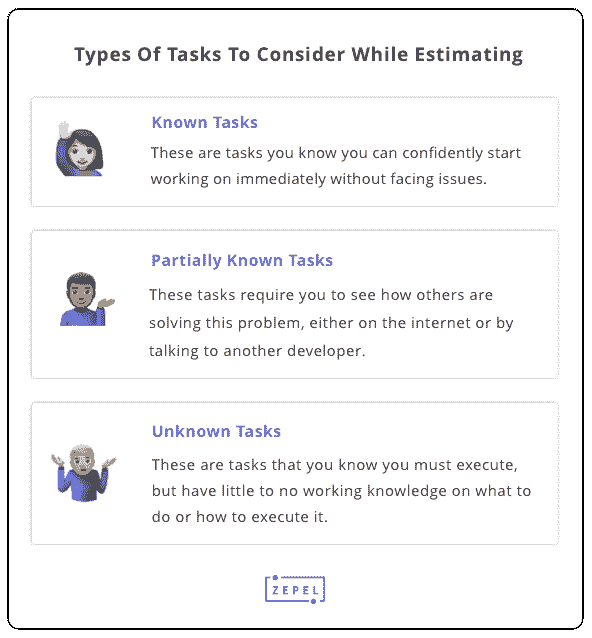 Types Of Tasks To Consider While Estimating
Known Tasks
These are tasks you know you can confidently start
working on immediately without facing issues.
Partially Known Tasks
These tasks require you to see how others are
solving this problem, either on the internet or by
talking to another developer.
Unknown Tasks
These are tasks that you know you must execute,
but have little to no working knowledge on what to
do or how to execute it.
ZEPEL